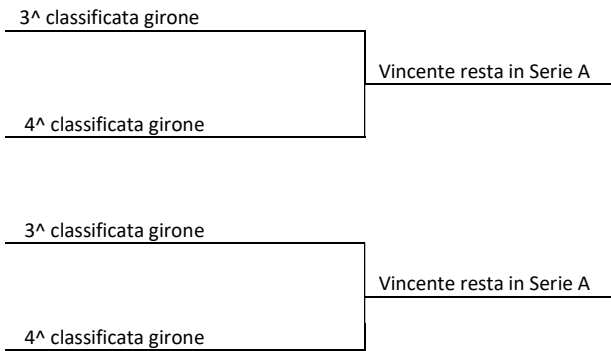 3^ classificata girone
Vincente resta in Serie A
4^ classificata girone
3^ classificata girone
Vincente resta in Serie A
4^ classificata girone